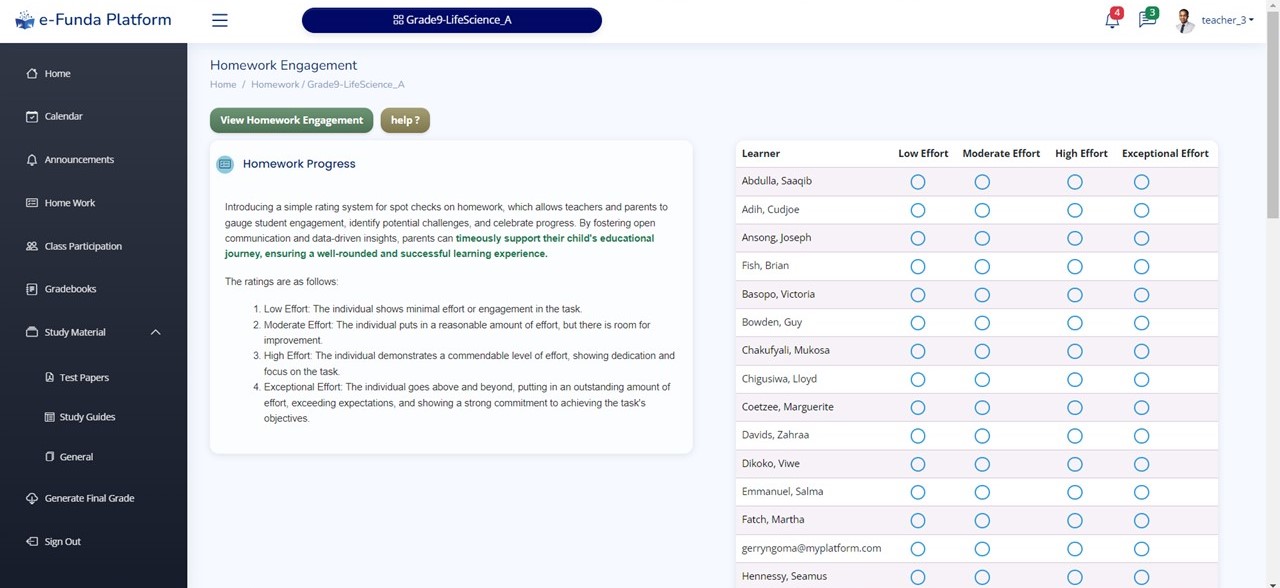 e-Funda Platform
Grade9-LifeScience_A
4
3
teacher_3
Home
Calendar
Announcements
Home Work
Class Participation
Gradebooks
Study Material
Test Papers
Study Guides
General
Generate Final Grade
Sign Out
Homework Engagement
Home / Homework / Grade9-LifeScience_A
View Homework Engagement
help ?
Homework Progress
Introducing a simple rating system for spot checks on homework, which allows teachers and parents to
gauge student engagement, identify potential challenges, and celebrate progress. By fostering open
communication and data-driven insights, parents can timeously support their child's educational
journey, ensuring a well-rounded and successful learning experience.
The ratings are as follows:
1. Low Effort: The individual shows minimal effort or engagement in the task.
2. Moderate Effort: The individual puts in a reasonable amount of effort, but there is room for
improvement.
3. High Effort: The individual demonstrates a commendable level of effort, showing dedication and
focus on the task.
4. Exceptional Effort: The individual goes above and beyond, putting in an outstanding amount of
effort, exceeding expectations, and showing a strong commitment to achieving the task's
objectives.
Learner Low Effort Moderate Effort High Effort Exceptional Effort
Abdulla, Saaqib
Adih, Cudjoe
Ansong, Joseph
Fish, Brian
Basopo, Victoria
Bowden, Guy
Chakufyali, Mukosa
Chigusiwa, Lloyd
Coetzee, Marguerite
Davids, Zahraa
Dikoko, Viwe
Emmanuel, Salma
Fatch, Martha
gerryngoma@myplatform.com
Hennessy, Seamus